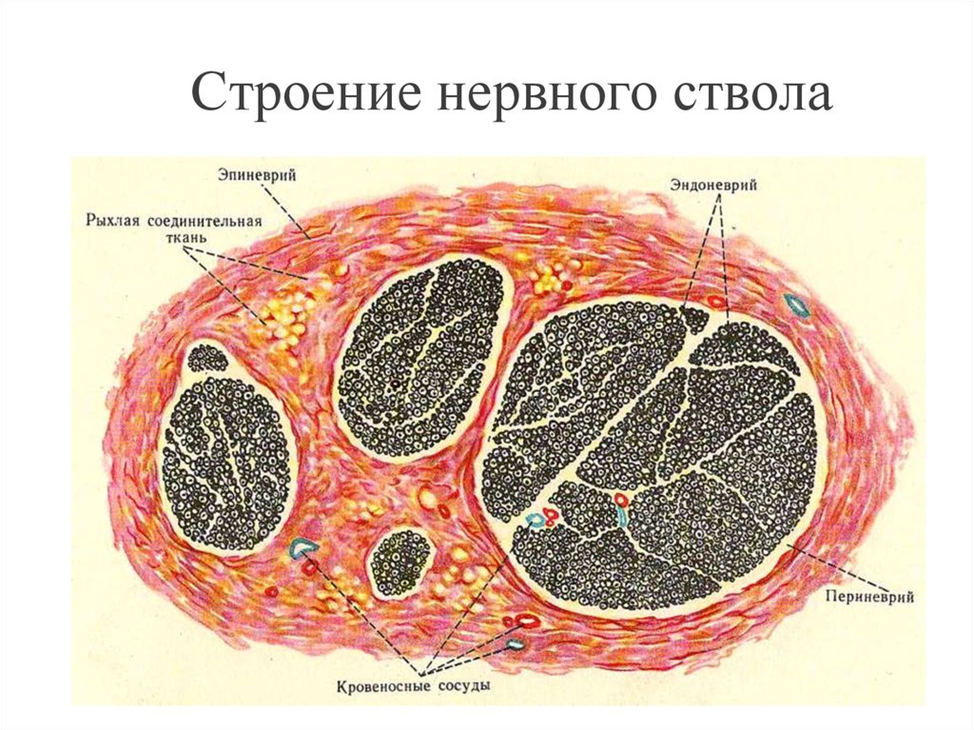 Строение нервного ствола
Эпиневрий
Эндоневрий
Рыхлая соединительная
ткань
Периневрий
Кровеносные сосуды